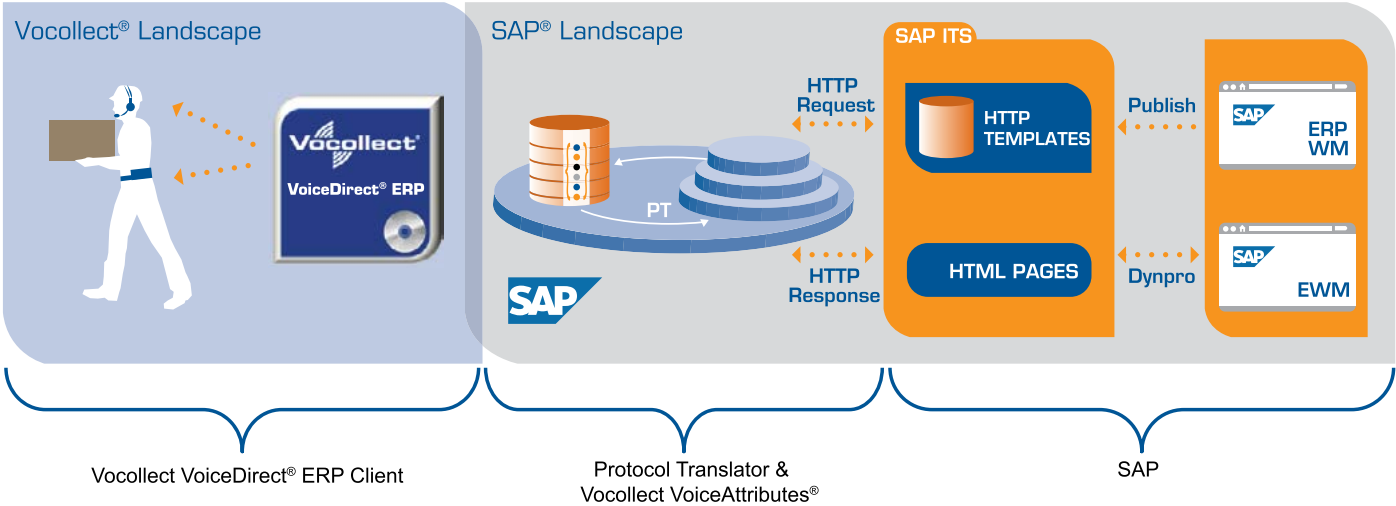 Vocollect® Landscape
SAP® Landscape
SAP ITS
Vocollect®
VoiceDirect® ERP
PT
SAP
HTTP
Request
HTTP
Response
HTTP
TEMPLATES
HTML PAGES
Publish
Dynpro
SAP
ERP
WM
SAP
EWM
Vocollect VoiceDirect® ERP Client
Protocol Translator &
Vocollect VoiceAttributes®
SAP